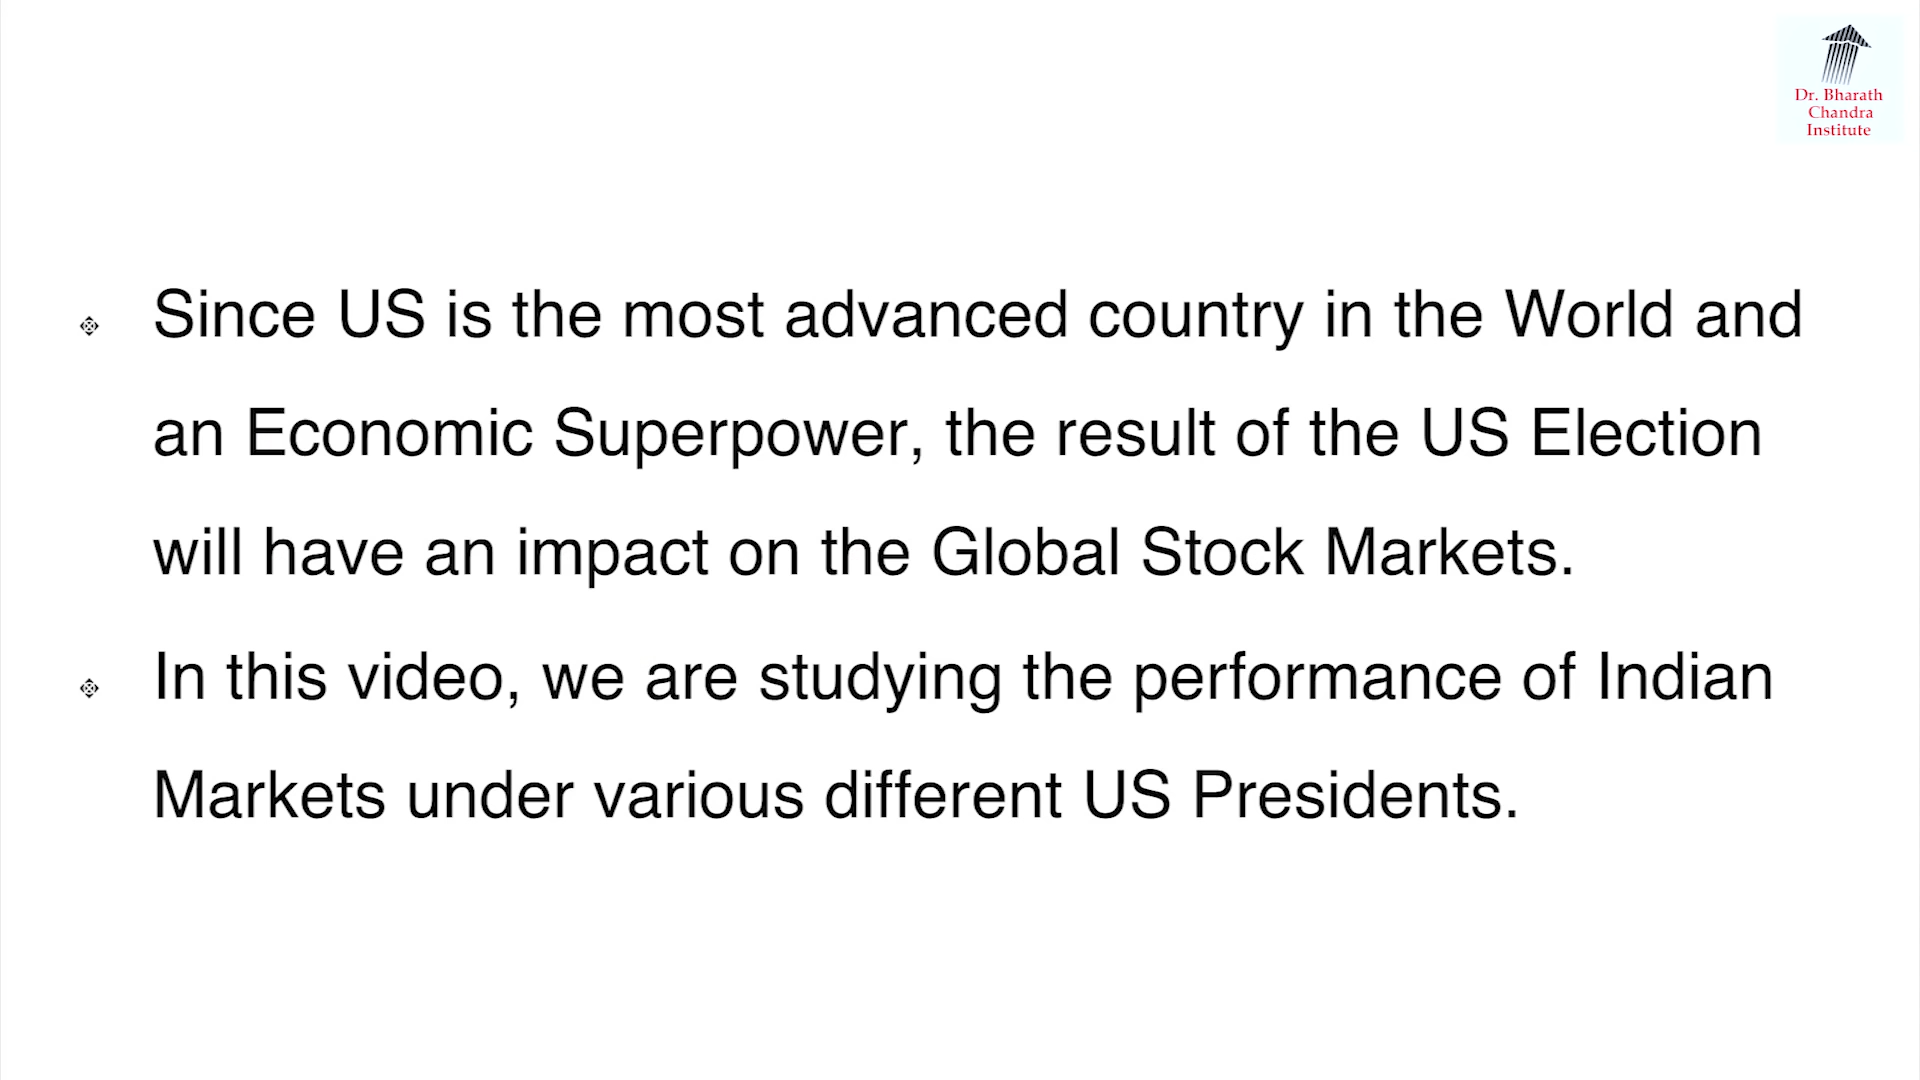 Dr. Bharath
Chandra
Institute
Since US is the most advanced country in the World and
an Economic Superpower, the result of the US Election
will have an impact on the Global Stock Markets.
In this video, we are studying the performance of Indian
Markets under various different US Presidents.